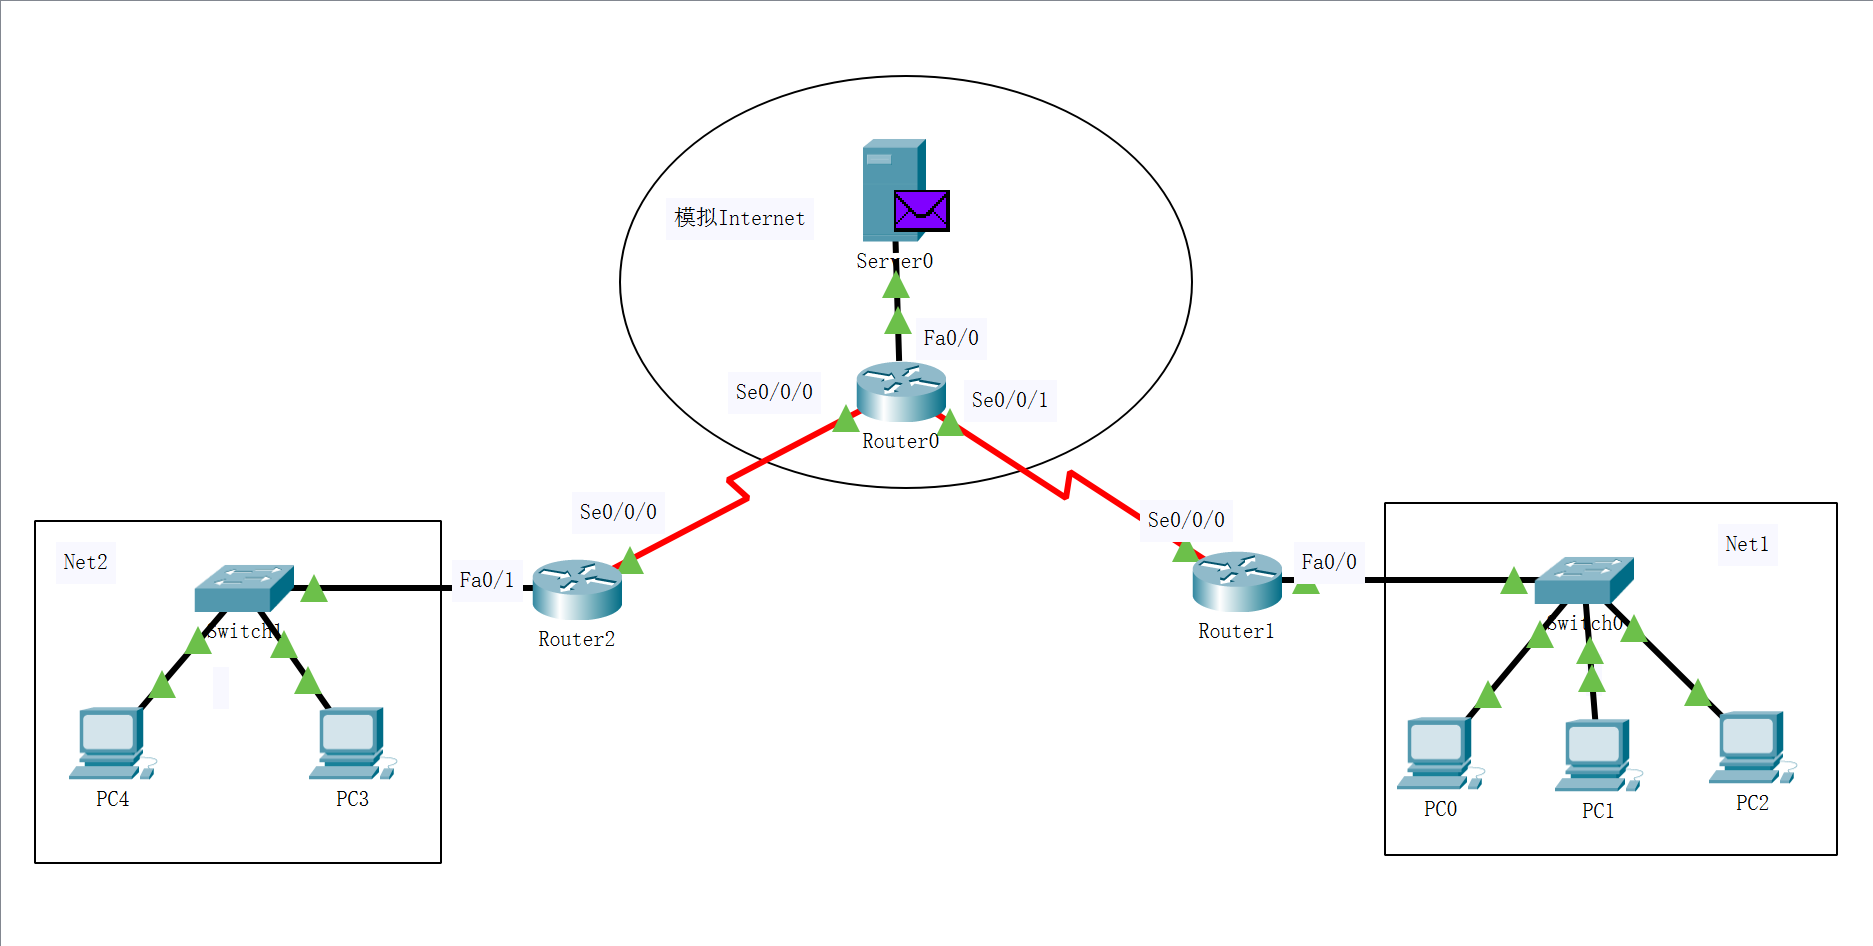 模拟Internet
Server0
Fa0/0
Se0/0/0
Se0/0/1
Router0
Se0/0/0
Se0/0/0
Net2
Fa0/1
Fa0/0
Net1
Switch1
Router2
Router1
Switch0
PC4
PC3
PC0
PC1
PC2